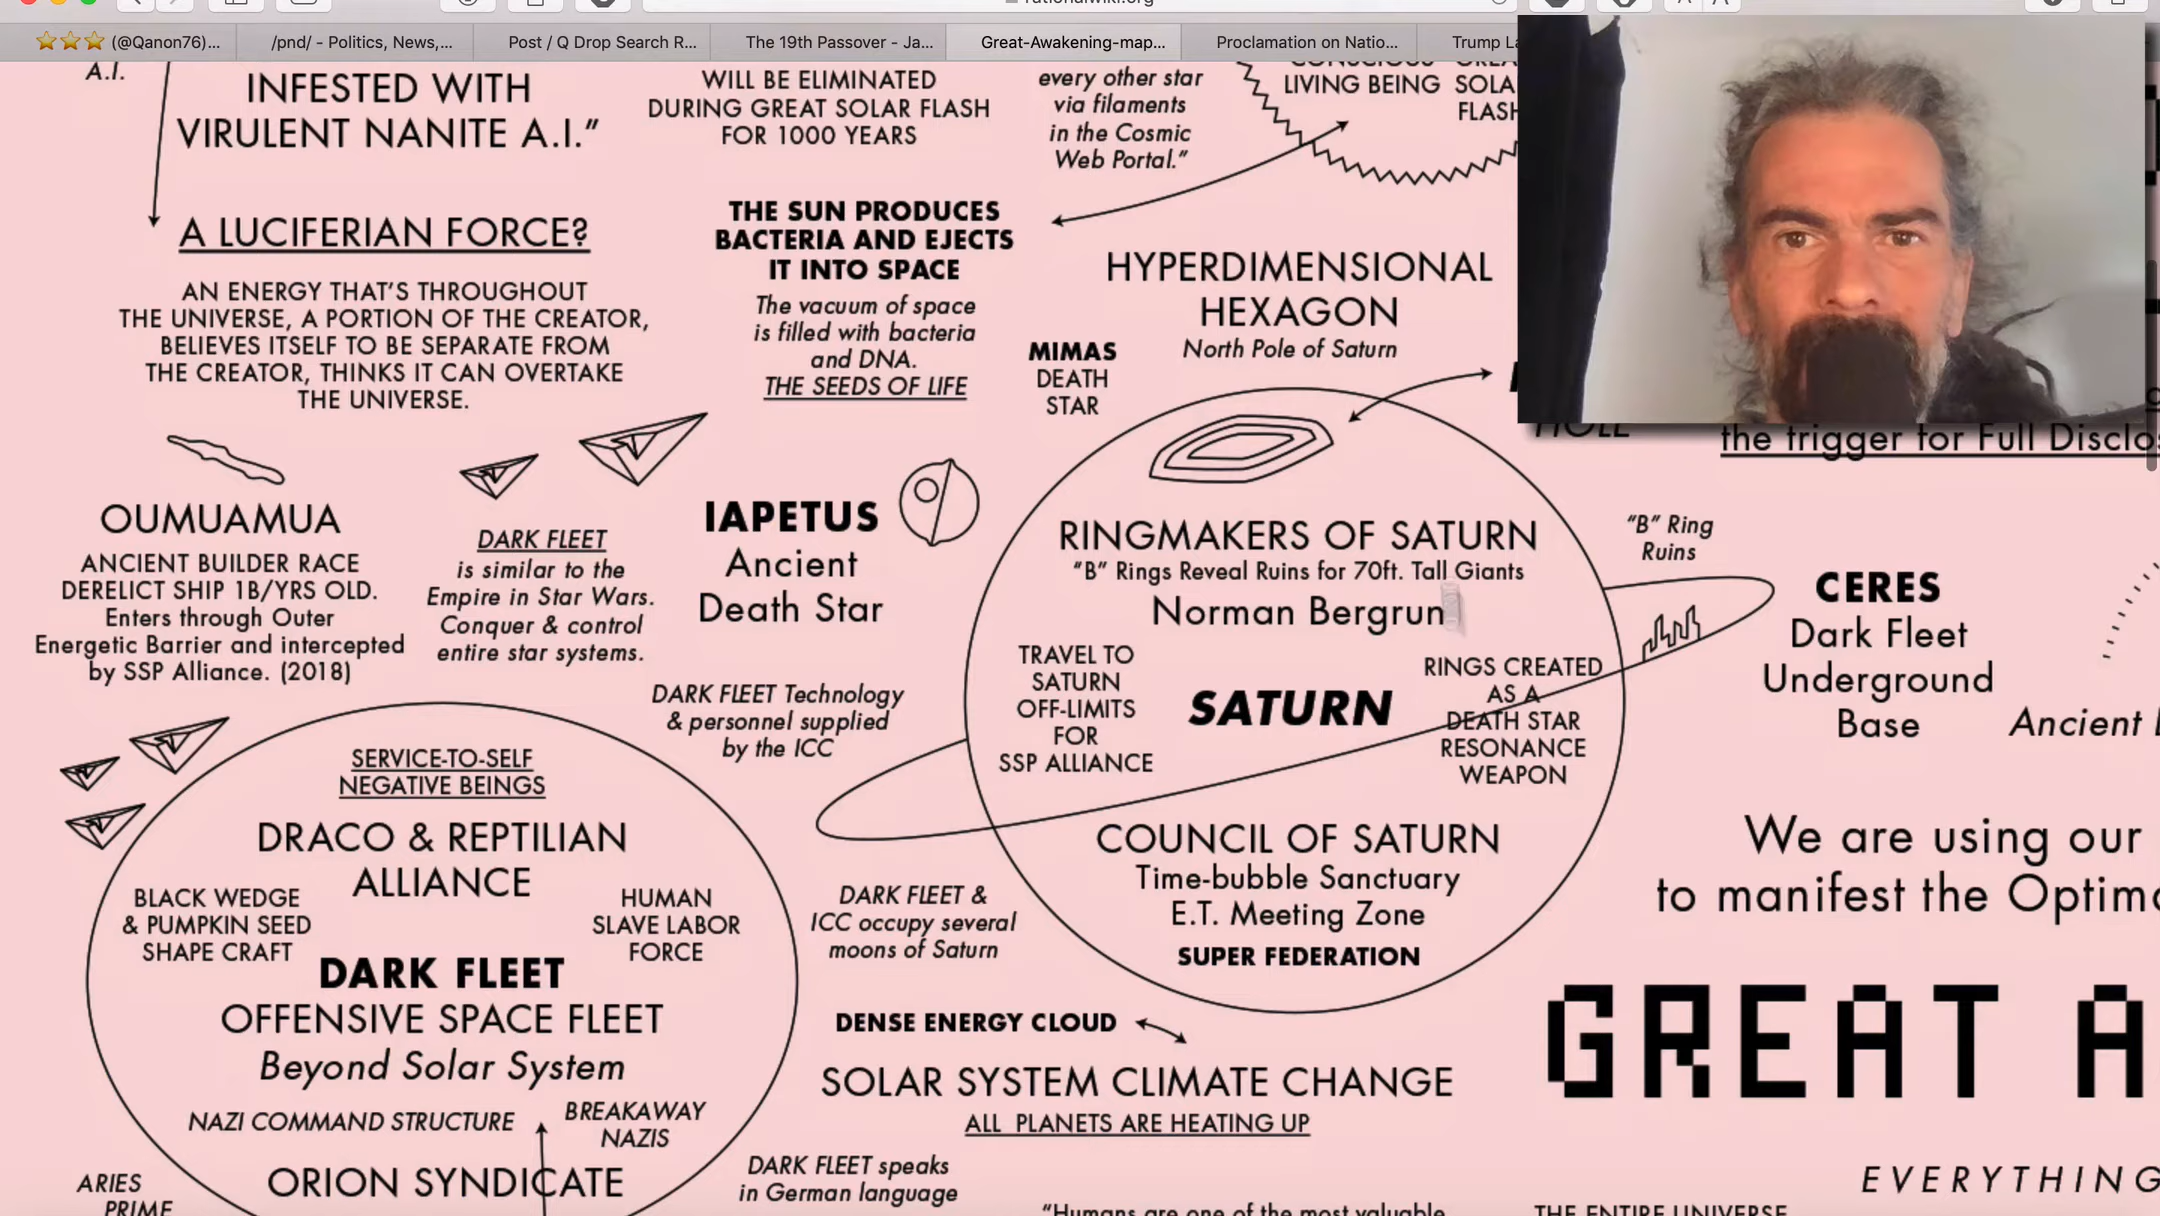 rationalwiki.org
(@Qanon76)...
/pnd/ - Politics, News,...
Post / Q Drop Search R...
The 19th Passover - Ja...
Great-Awakening-map...
Proclamation on Natio...
Trump La
A.I.
INFESTED WITH
VIRULENT NANITE A.I.”
WILL BE ELIMINATED
DURING GREAT SOLAR FLASH
FOR 1000 YEARS
every other star
via filaments
in the Cosmic
Web Portal.”
CONSCIOUS
LIVING BEING
SOLA
FLASH
A LUCIFERIAN FORCE?
AN ENERGY THAT’S THROUGHOUT
THE UNIVERSE, A PORTION OF THE CREATOR,
BELIEVES ITSELF TO BE SEPARATE FROM
THE CREATOR, THINKS IT CAN OVERTAKE
THE UNIVERSE.
THE SUN PRODUCES
BACTERIA AND EJECTS
IT INTO SPACE
The vacuum of space
is filled with bacteria
and DNA.
THE SEEDS OF LIFE
HYPERDIMENSIONAL
HEXAGON
North Pole of Saturn
MIMAS
DEATH
STAR
HOLE
the trigger for Full Disclo
OUMUAMUA
ANCIENT BUILDER RACE
DERELICT SHIP 1B/YRS OLD.
Enters through Outer
Energetic Barrier and intercepted
by SSP Alliance. (2018)
DARK FLEET
is similar to the
Empire in Star Wars.
Conquer & control
entire star systems.
IAPETUS
Ancient
Death Star
RINGMAKERS OF SATURN
“B” Rings Reveal Ruins for 70ft. Tall Giants
Norman Bergrun
“B” Ring
Ruins
CERES
Dark Fleet
Underground
Base
Ancient
TRAVEL TO
SATURN
OFF-LIMITS
FOR
SSP ALLIANCE
SATURN
RINGS CREATED
AS A
DEATH STAR
RESONANCE
WEAPON
DARK FLEET Technology
& personnel supplied
by the ICC
COUNCIL OF SATURN
Time-bubble Sanctuary
E.T. Meeting Zone
SUPER FEDERATION
SERVICE-TO-SELF
NEGATIVE BEINGS
DRACO & REPTILIAN
ALLIANCE
BLACK WEDGE
& PUMPKIN SEED
SHAPE CRAFT
HUMAN
SLAVE LABOR
FORCE
DARK FLEET
OFFENSIVE SPACE FLEET
Beyond Solar System
NAZI COMMAND STRUCTURE
BREAKAWAY
NAZIS
ORION SYNDICATE
ARIES
PRIME
DARK FLEET &
ICC occupy several
moons of Saturn
DENSE ENERGY CLOUD
SOLAR SYSTEM CLIMATE CHANGE
ALL PLANETS ARE HEATING UP
DARK FLEET speaks
in German language
We are using our
to manifest the Optim
GREAT A
EVERYTHING
“Humans are one of the most valuable
THE ENTIRE UNIVERSE